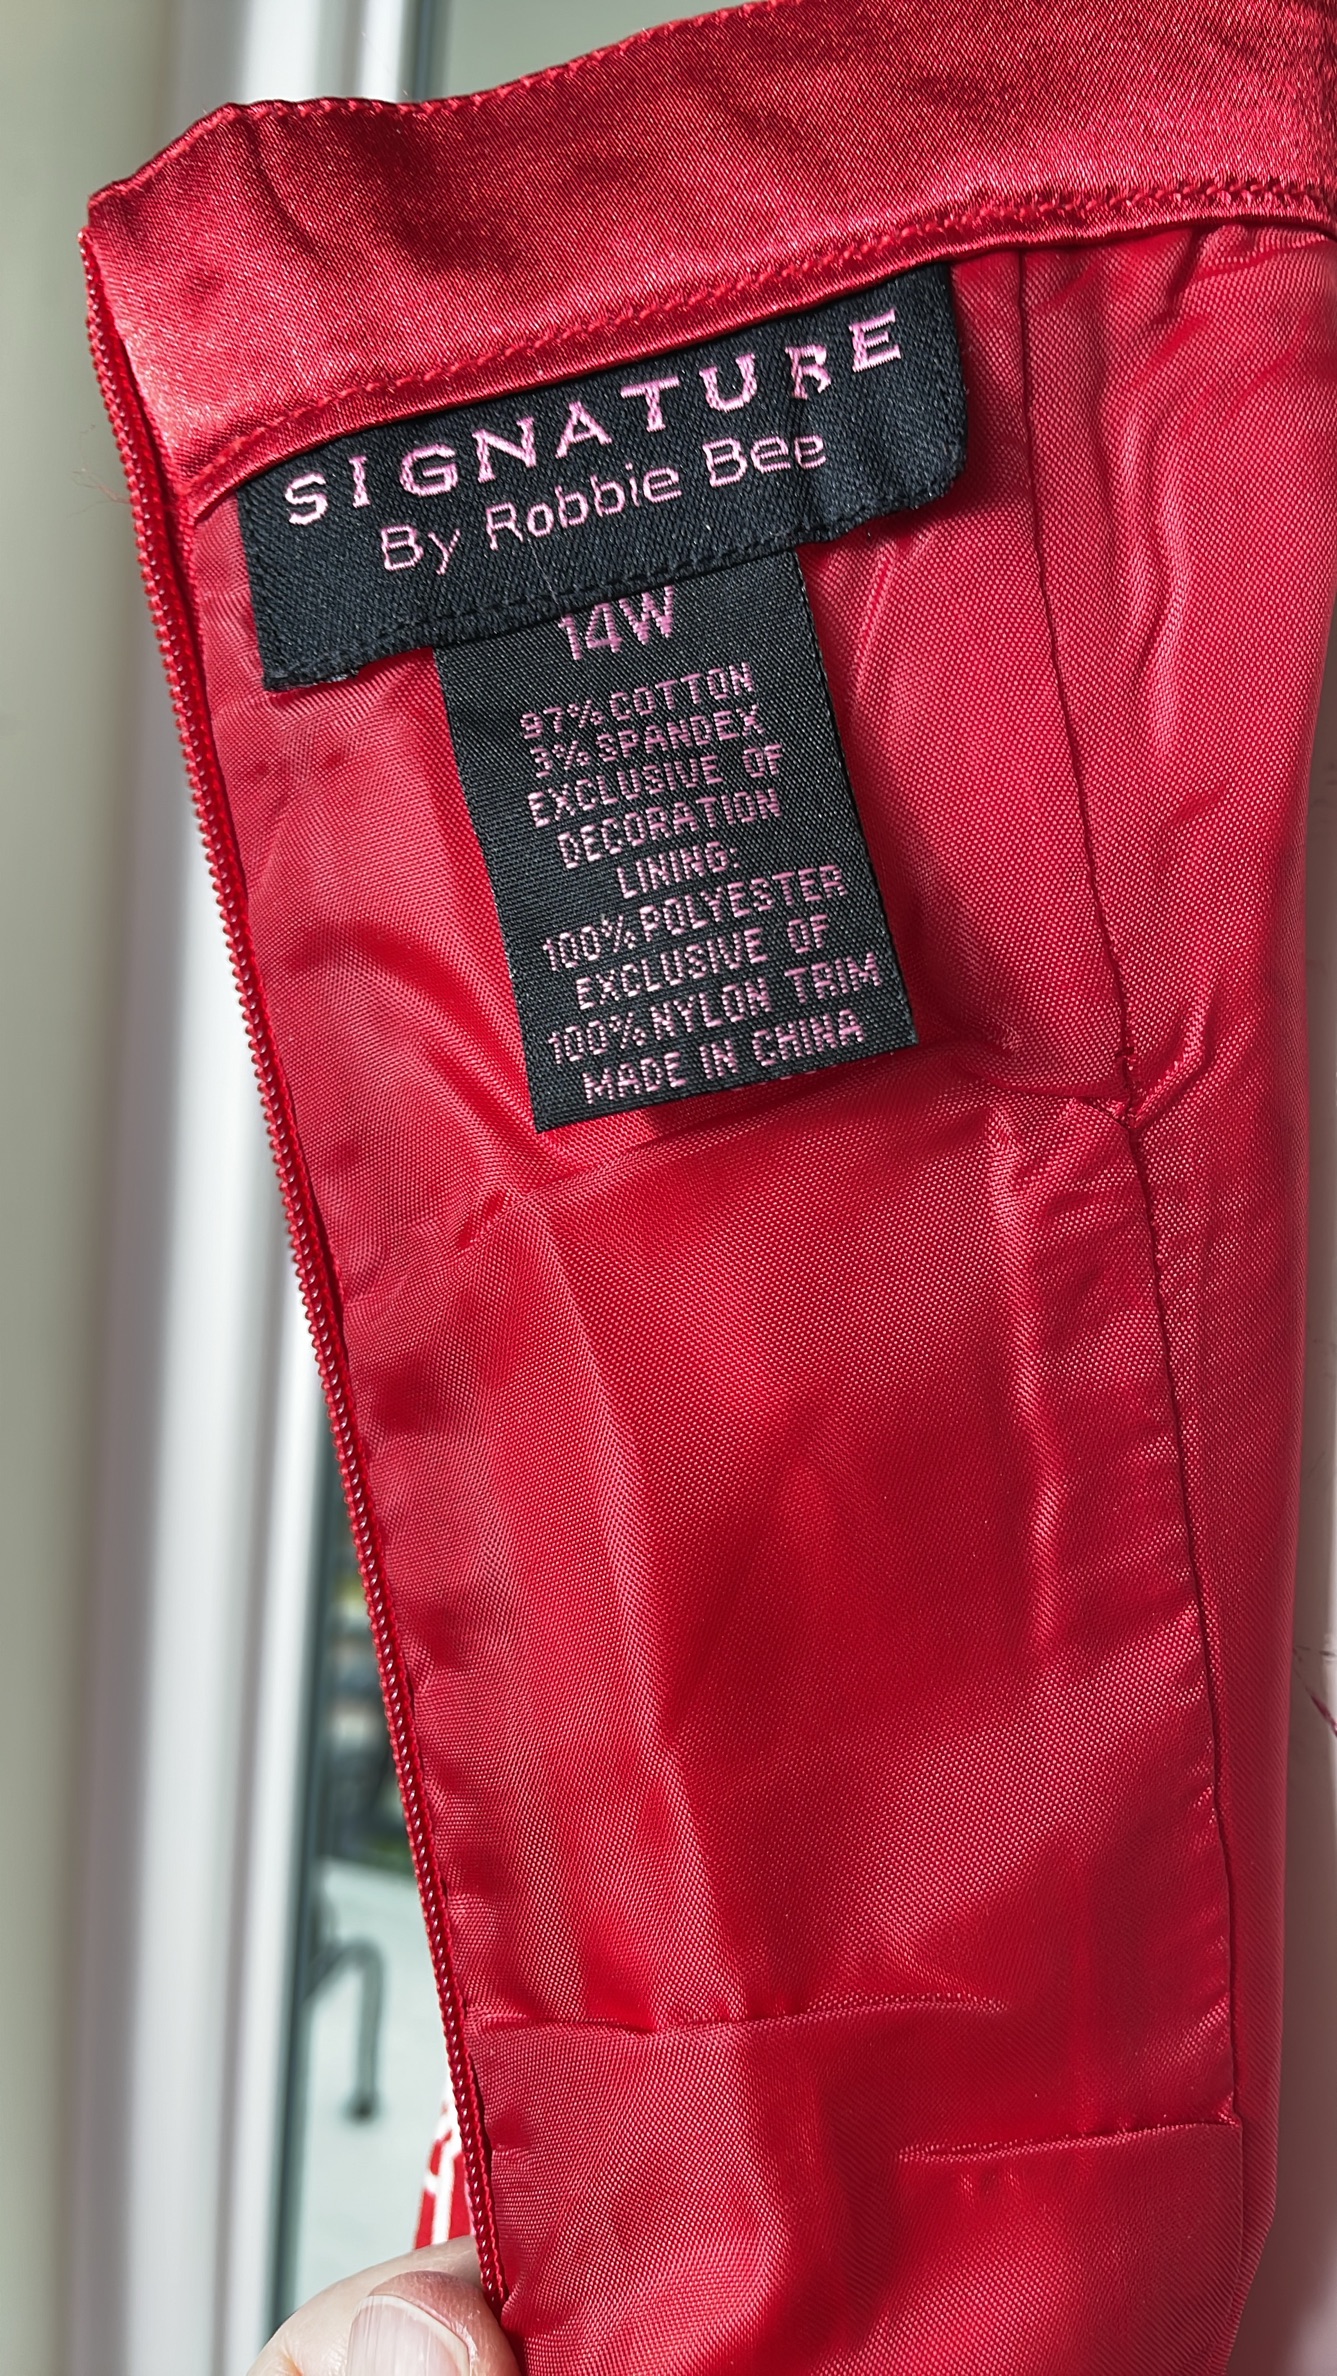 SIGNATURE
By Robbie Bee
14W
97% COTTON
3% SPANDEX
EXCLUSIVE OF
DECORATION
LINING:
100% POLYESTER
EXCLUSIVE OF
100% NYLON TRIM
MADE IN CHINA